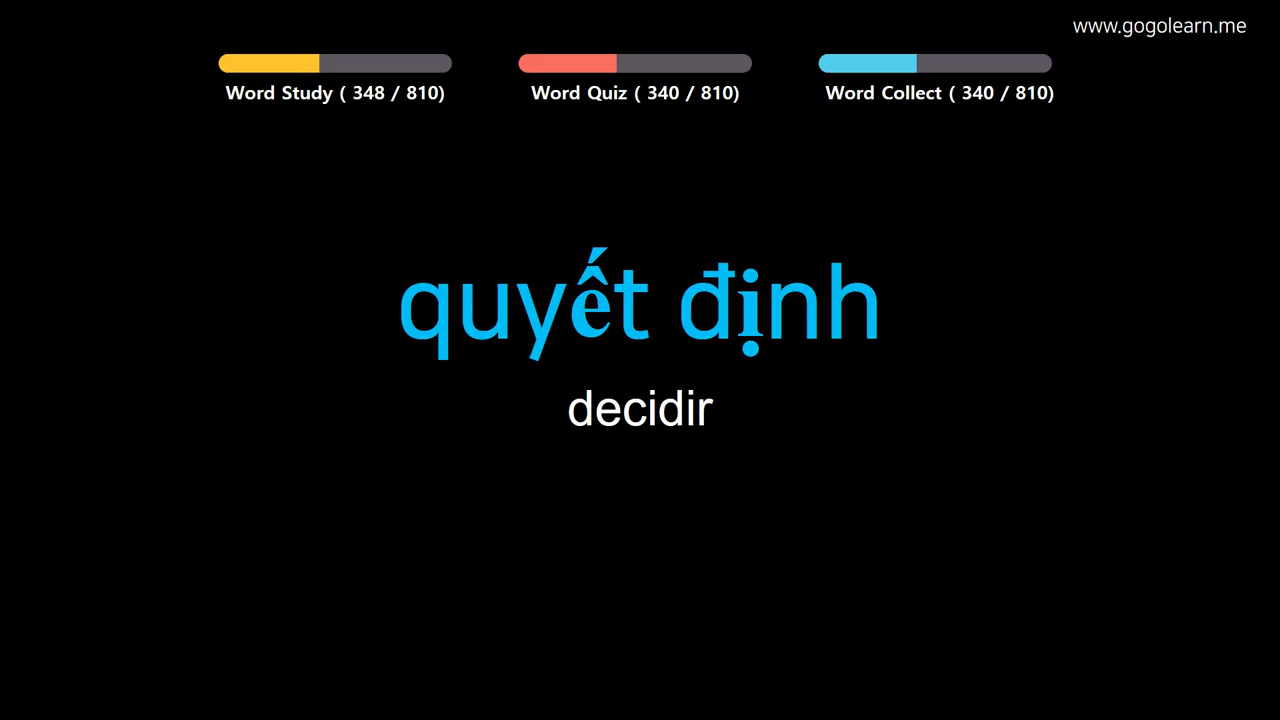 www.gogolearn.me
Word Study ( 348 / 810)
Word Quiz ( 340 / 810)
Word Collect ( 340 / 810)
quyết định
decidir